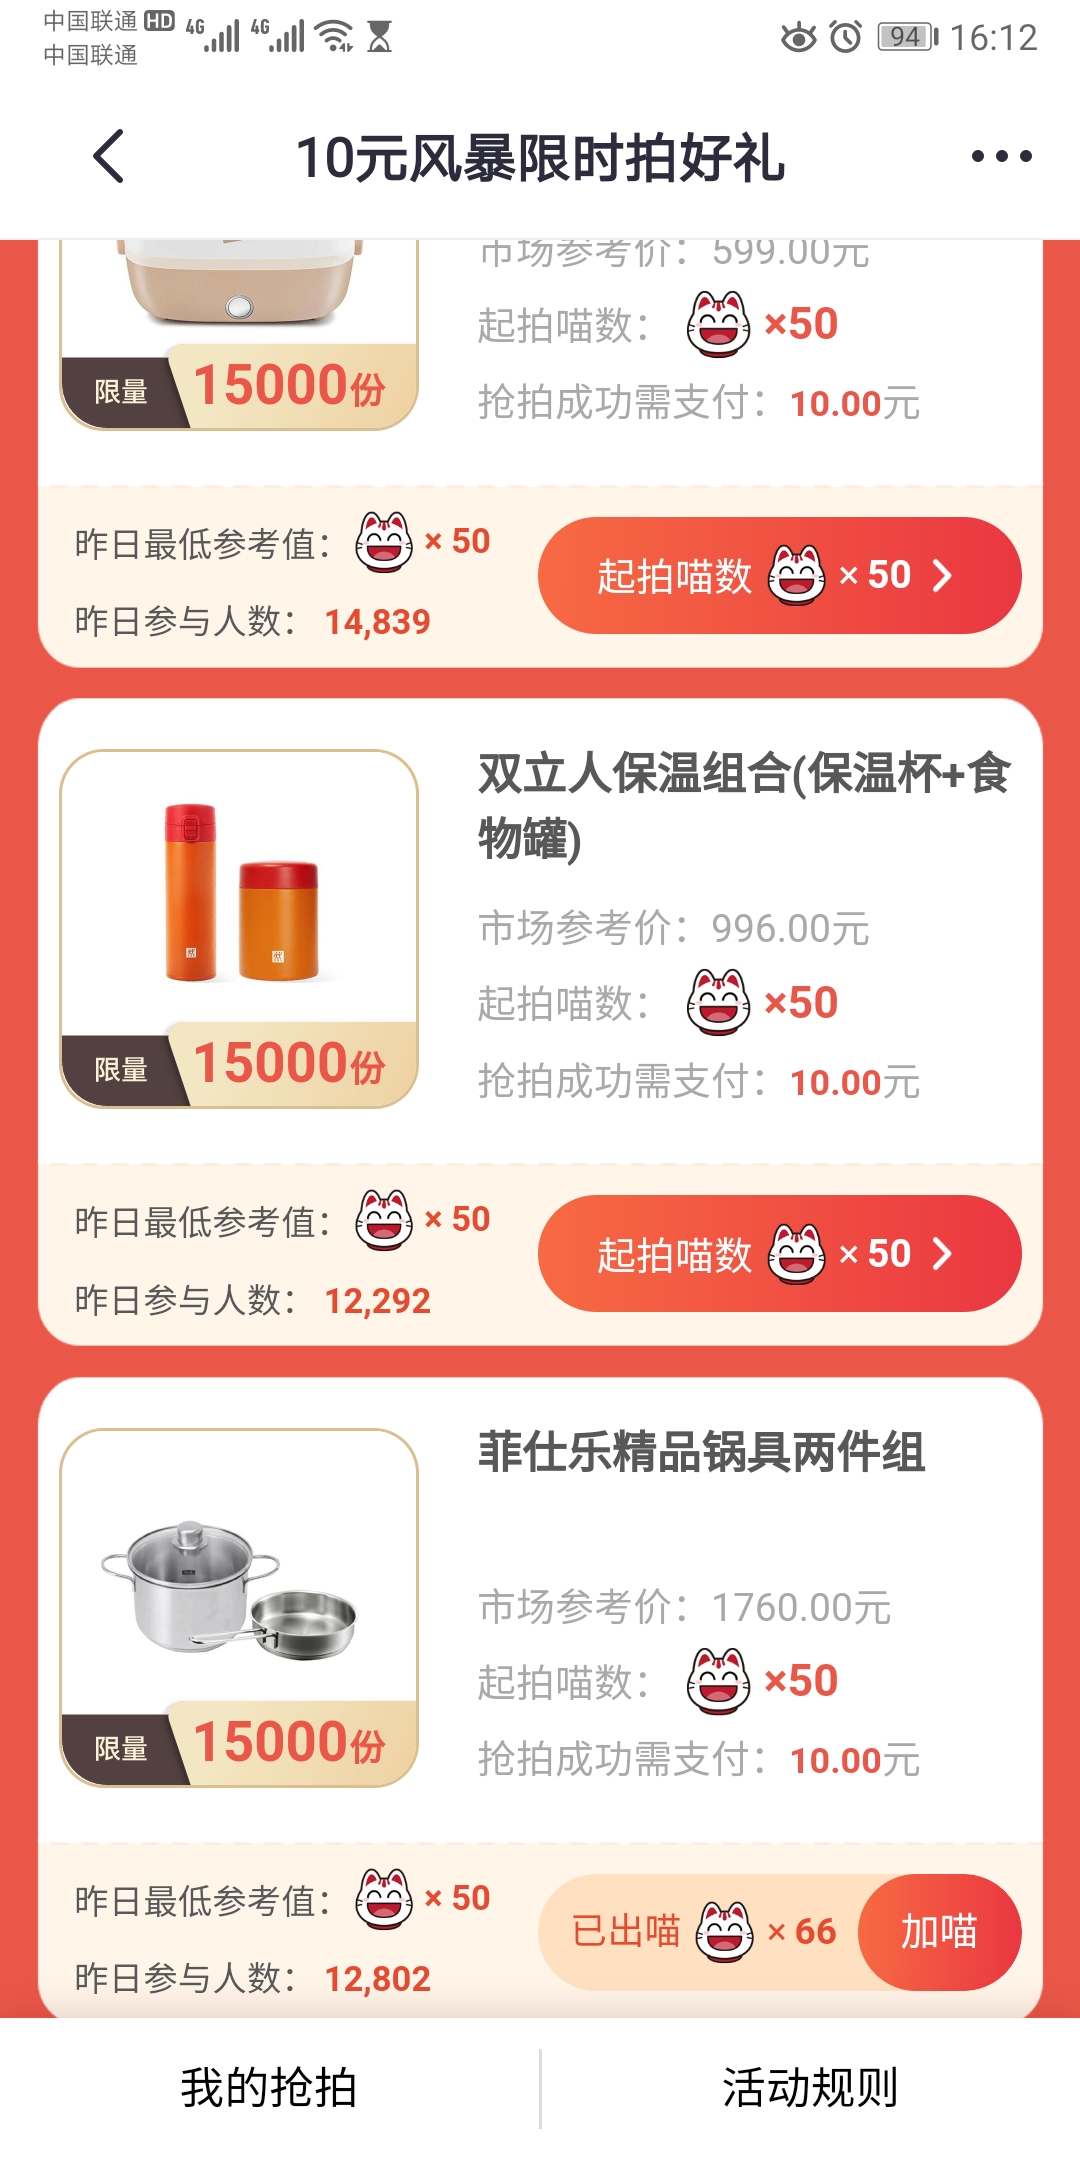 中国联通 HD 4G 4G
中国联通
94 16:12
10元风暴限时拍好礼
市场参考价：599.00元
起拍喵数： ×50
抢拍成功需支付：10.00元
限量 15000份
昨日最低参考值： × 50
昨日参与人数： 14,839
起拍喵数 × 50
双立人保温组合(保温杯+食
物罐)
市场参考价：996.00元
起拍喵数： ×50
抢拍成功需支付：10.00元
限量 15000份
昨日最低参考值： × 50
昨日参与人数： 12,292
起拍喵数 × 50
菲仕乐精品锅具两件组
市场参考价：1760.00元
起拍喵数： ×50
抢拍成功需支付：10.00元
限量 15000份
昨日最低参考值： × 50
昨日参与人数： 12,802
已出喵 × 66 加喵
我的抢拍
活动规则